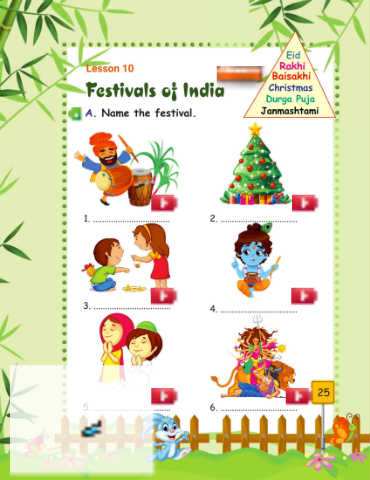 Lesson 10
Festivals of India
Eid
Rakhi
Baisakhi
Christmas
Durga Puja
Janmashtami
A. Name the festival.
1. ........................
2. ........................
3. ........................
4. ........................
5. ........................
6. ........................
25